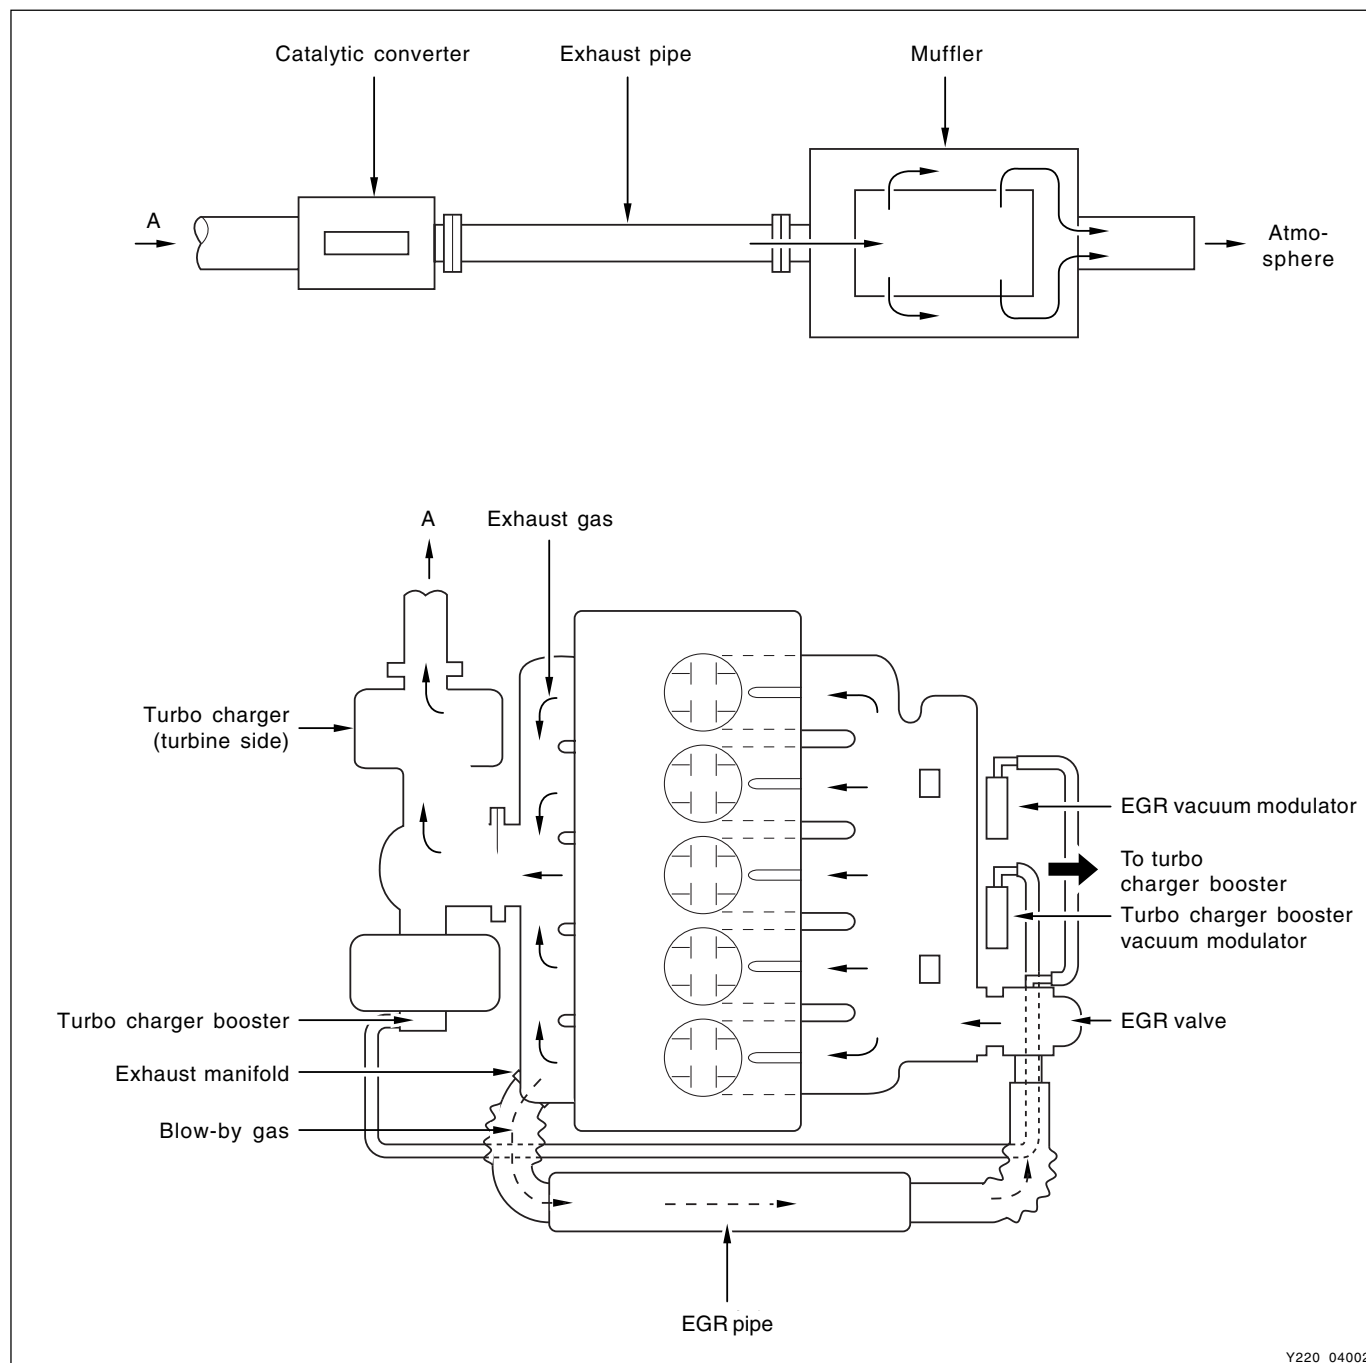 Catalytic converter
Exhaust pipe
Muffler
A
Atmo-
sphere
A
Exhaust gas
Turbo charger
(turbine side)
EGR vacuum modulator
To turbo
charger booster
Turbo charger booster
vacuum modulator
Turbo charger booster
EGR valve
Exhaust manifold
Blow-by gas
EGR pipe
Y220_04002